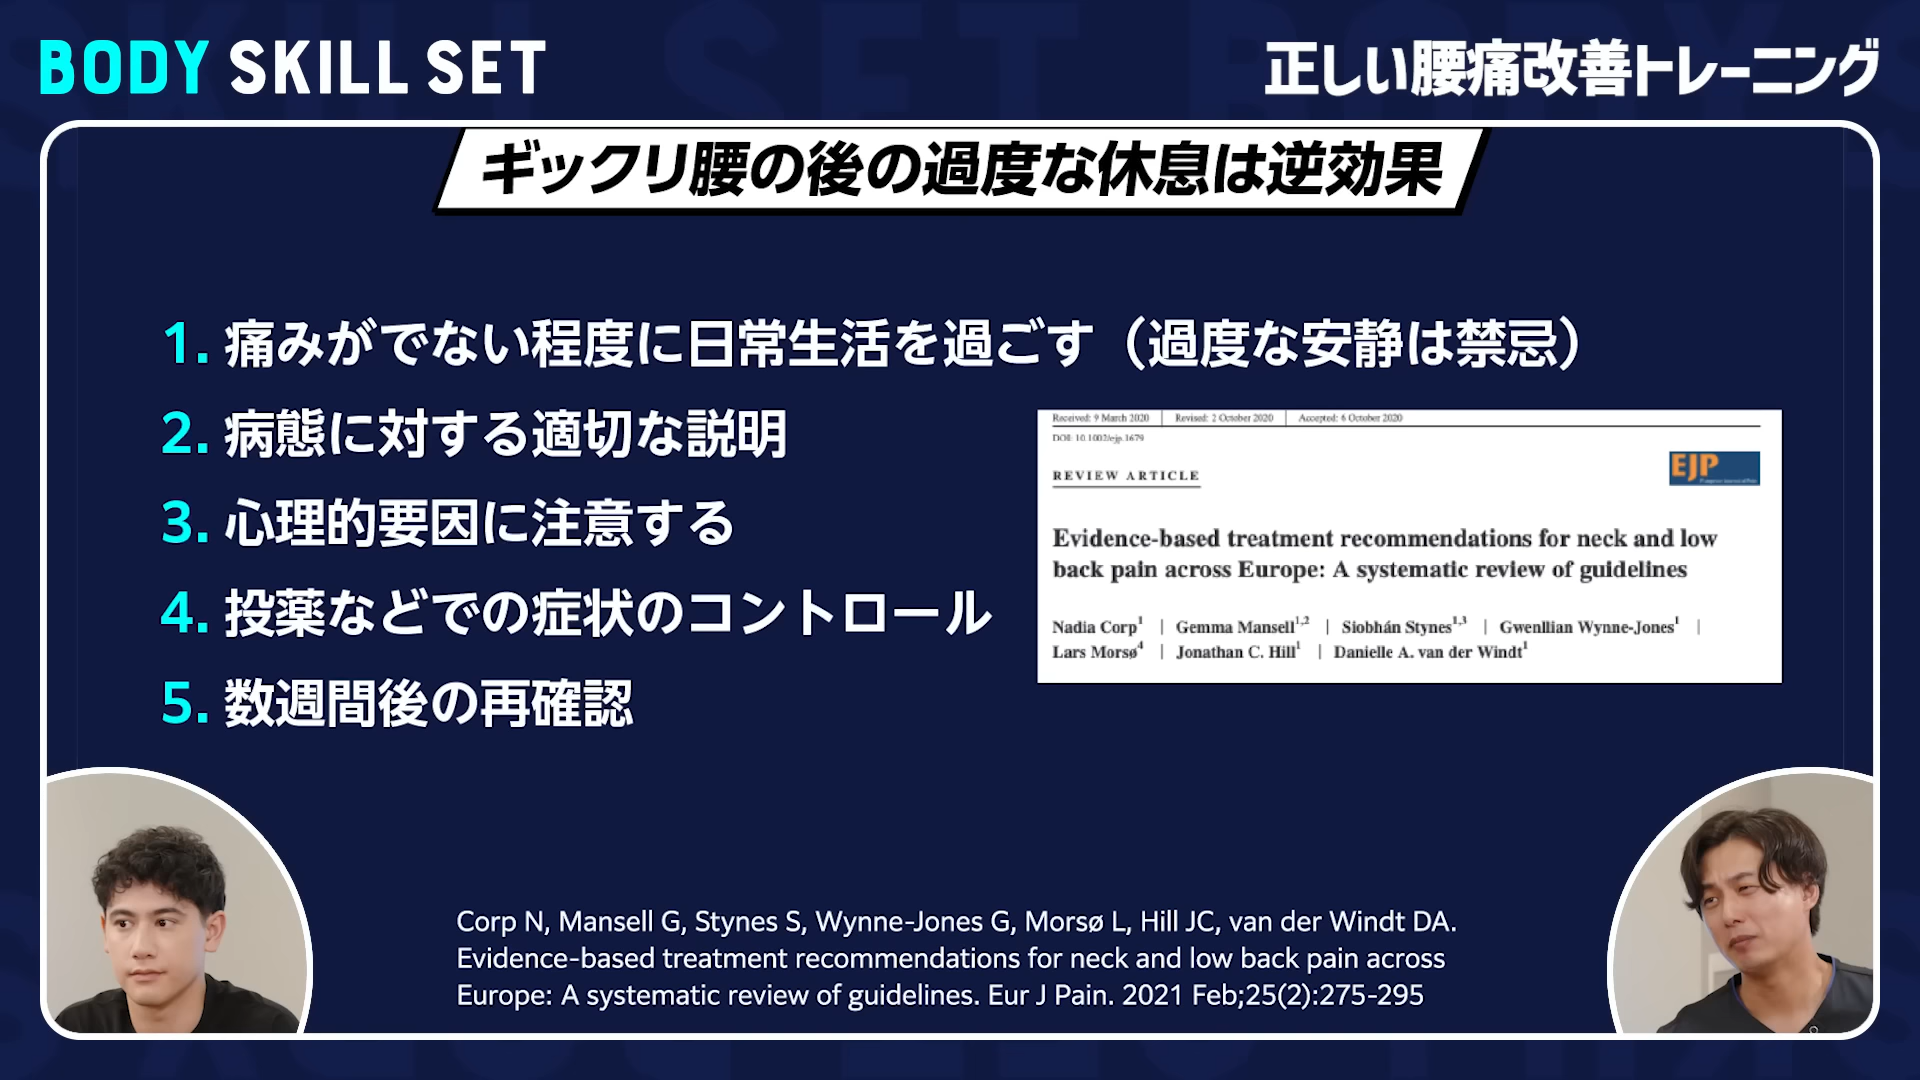 BODY SKILL SET
正しい腰痛改善トレーニング
ギックリ腰の後の過度な休息は逆効果
1. 痛みがでない程度に日常生活を過ごす（過度な安静は禁忌）
2. 病態に対する適切な説明
3. 心理的要因に注意する
4. 投薬などでの症状のコントロール
5. 数週間後の再確認
Received: 9 March 2020 | Revised: 2 October 2020 | Accepted: 6 October 2020
DOI: 10.1002/ejp.1679
REVIEW ARTICLE
EJP
Evidence-based treatment recommendations for neck and low
back pain across Europe: A systematic review of guidelines
Nadia Corp1 | Gemma Mansell1,2 | Siobhán Stynes1,3 | Gwenllian Wynne-Jones1 |
Lars Morsø4 | Jonathan C. Hill1 | Danielle A. van der Windt1
Corp N, Mansell G, Stynes S, Wynne-Jones G, Morsø L, Hill JC, van der Windt DA.
Evidence-based treatment recommendations for neck and low back pain across
Europe: A systematic review of guidelines. Eur J Pain. 2021 Feb;25(2):275-295